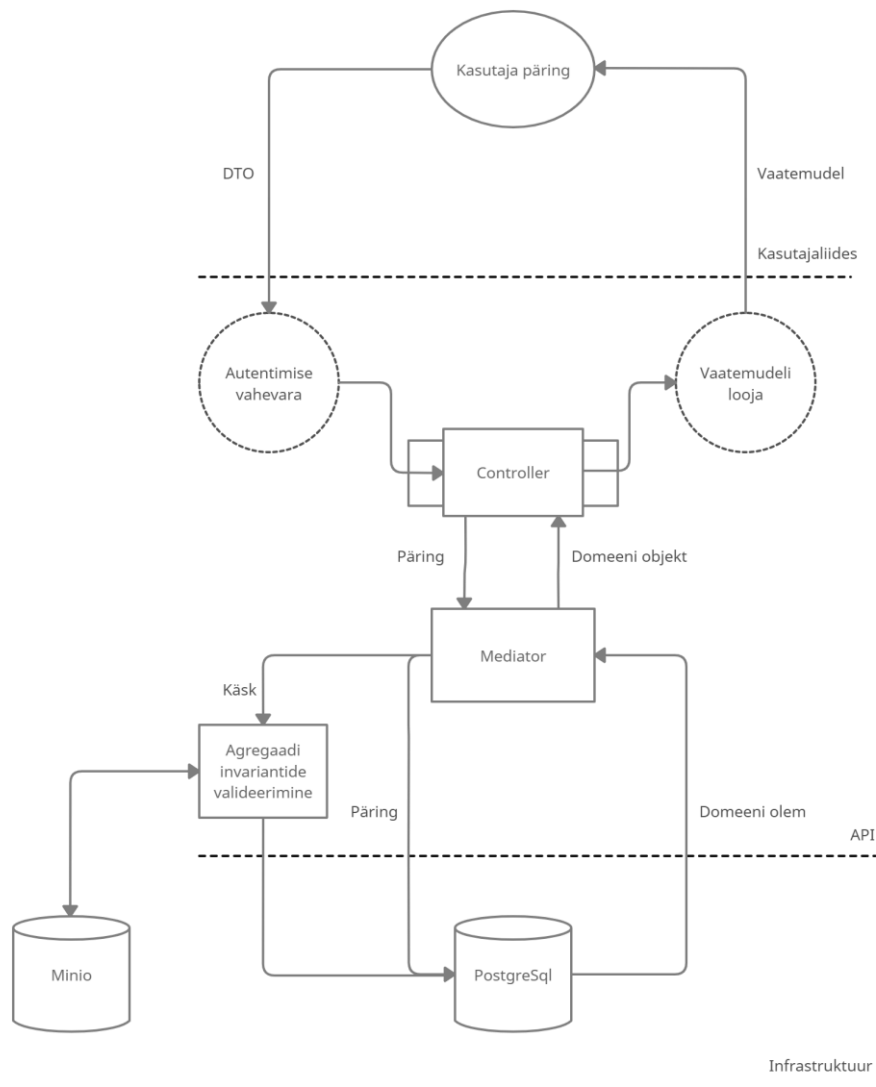 Kasutaja päring
DTO
Vaatemudel
Kasutajaliides
Autentimise
vahevara
Vaatemudeli
looja
Controller
Päring
Domeeni objekt
Mediator
Käsk
Agregaadi
invariantide
valideerimine
Päring
Domeeni olem
API
Minio
PostgreSql
Infrastruktuur